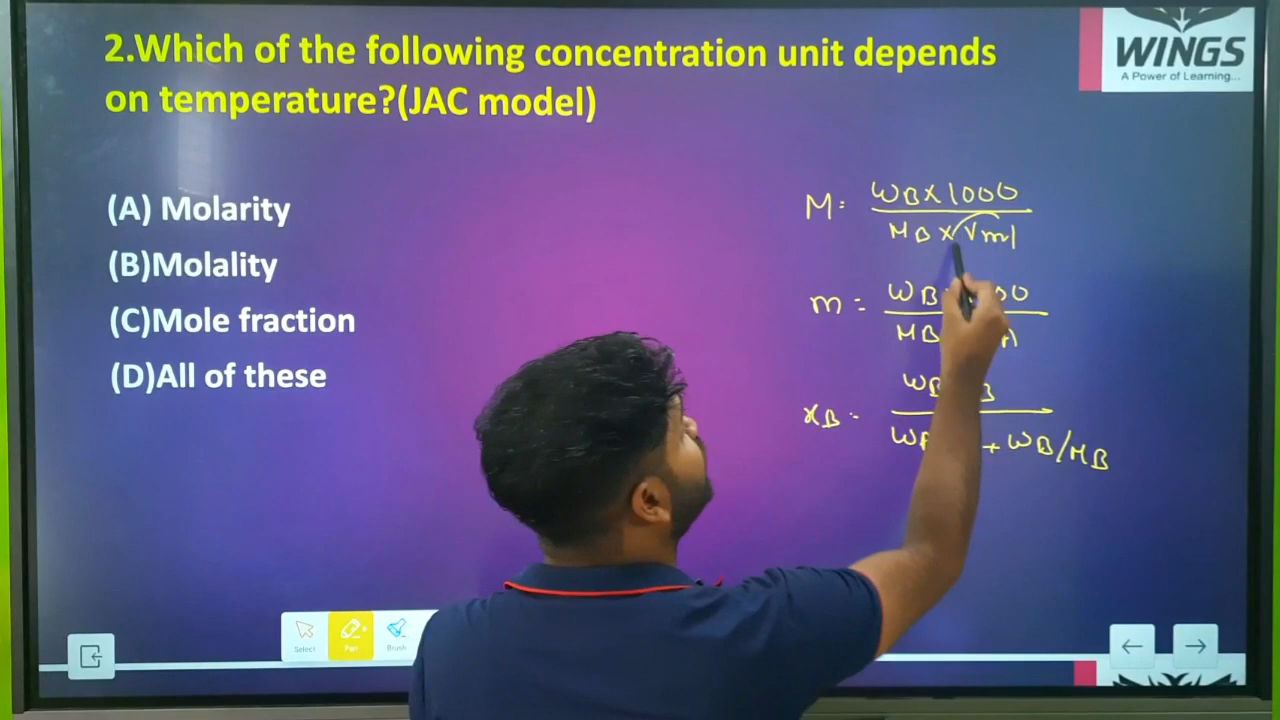 2.Which of the following concentration unit depends
on temperature?(JAC model)
WINGS
A Power of Learning...
(A) Molarity
(B)Molality
(C)Mole fraction
(D)All of these
M = WB X 1000
MB X Vml
m =
MB
xB =
+ WB/MB
Select
Pen
Brush